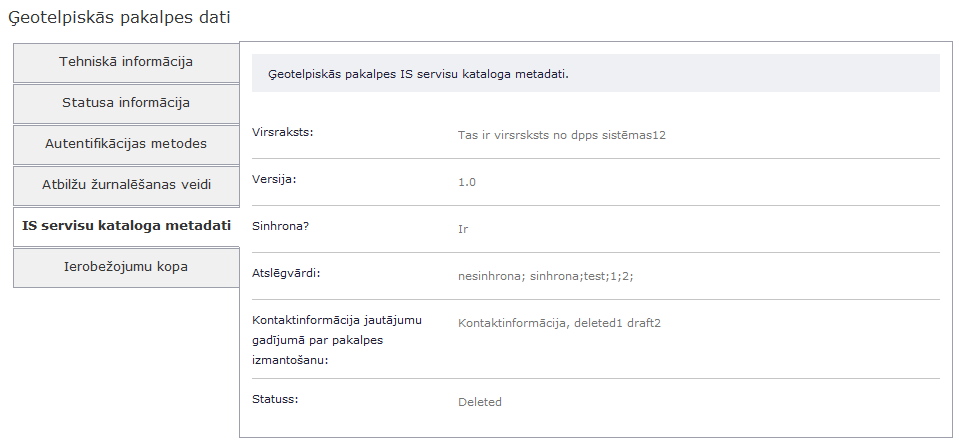 Ģeotelpiskās pakalpes dati
Tehniskā informācija
Statusa informācija
Autentifikācijas metodes
Atbilžu žurnalēšanas veidi
IS servisu kataloga metadati
Ierobežojumu kopa
Ģeotelpiskās pakalpes IS servisu kataloga metadati.
Virsraksts:
Tas ir virsrsksts no dpps sistēmas12
Versija:
1.0
Sinhrona?
Ir
Atslēgvārdi:
nesinhrona; sinhrona;test;1;2;
Kontaktinformācija jautājumu
gadījumā par pakalpes
izmantošanu:
Kontaktinformācija, deleted1 draft2
Statuss:
Deleted